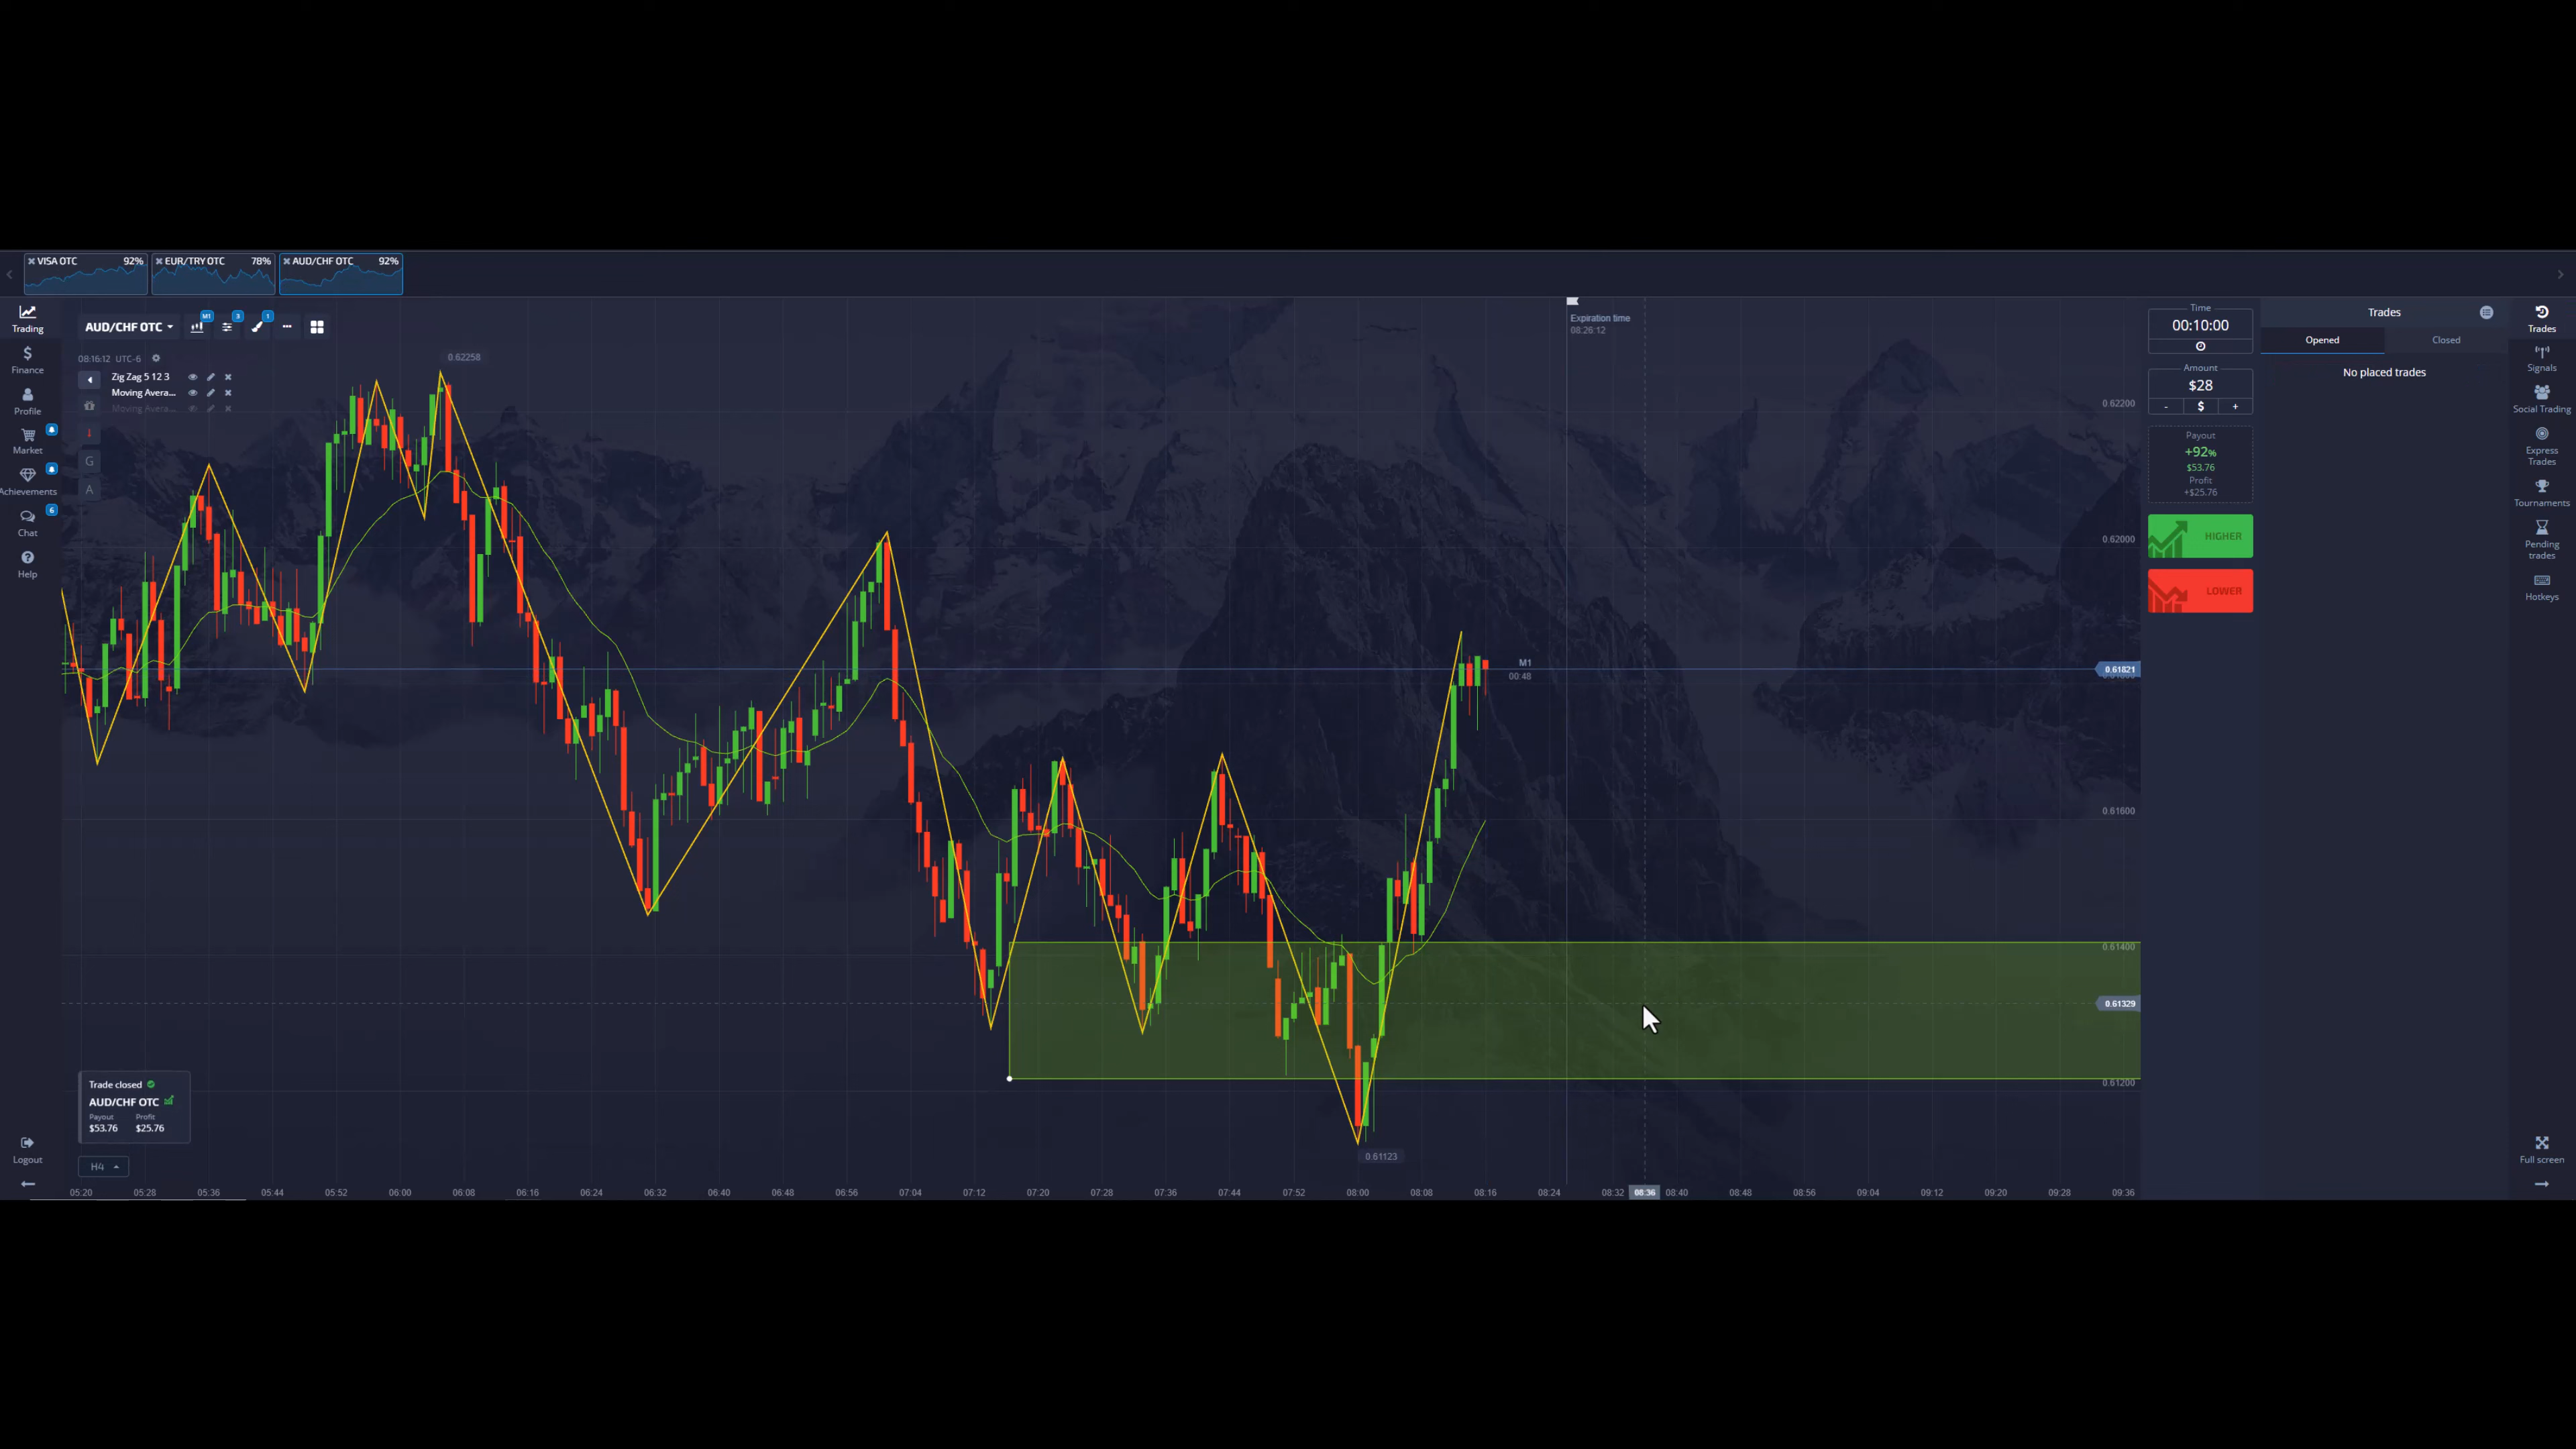 VISA OTC 92%
EUR/TRY OTC 78%
AUD/CHF OTC 92%
Trading
Finance
Profile
Market
Achievements
6
Chat
Help
Logout
AUD/CHF OTC
M1
3
1
08:16:12 UTC-6
Zig Zag 5 12 3
Moving Avera...
Moving Avera...
G
A
0.62258
Expiration time
08:26:12
M1
00:48
0.61123
0.62200
0.62000
0.61821
0.61600
0.61400
0.61329
0.61200
Trade closed
AUD/CHF OTC
Payout Profit
$53.76 $25.76
H4
05:20 05:28 05:36 05:44 05:52 06:00 06:08 06:16 06:24 06:32 06:40 06:48 06:56 07:04 07:12 07:20 07:28 07:36 07:44 07:52 08:00 08:08 08:16 08:24 08:32 08:36 08:40 08:48 08:56 09:04 09:12 09:20 09:28 09:36
Time
00:10:00
Amount
$28
- $ +
Payout
+92%
$53.76
Profit
+$25.76
HIGHER
LOWER
Trades
Opened Closed
No placed trades
Trades
Signals
Social Trading
Express
Trades
Tournaments
Pending
trades
Hotkeys
Full screen